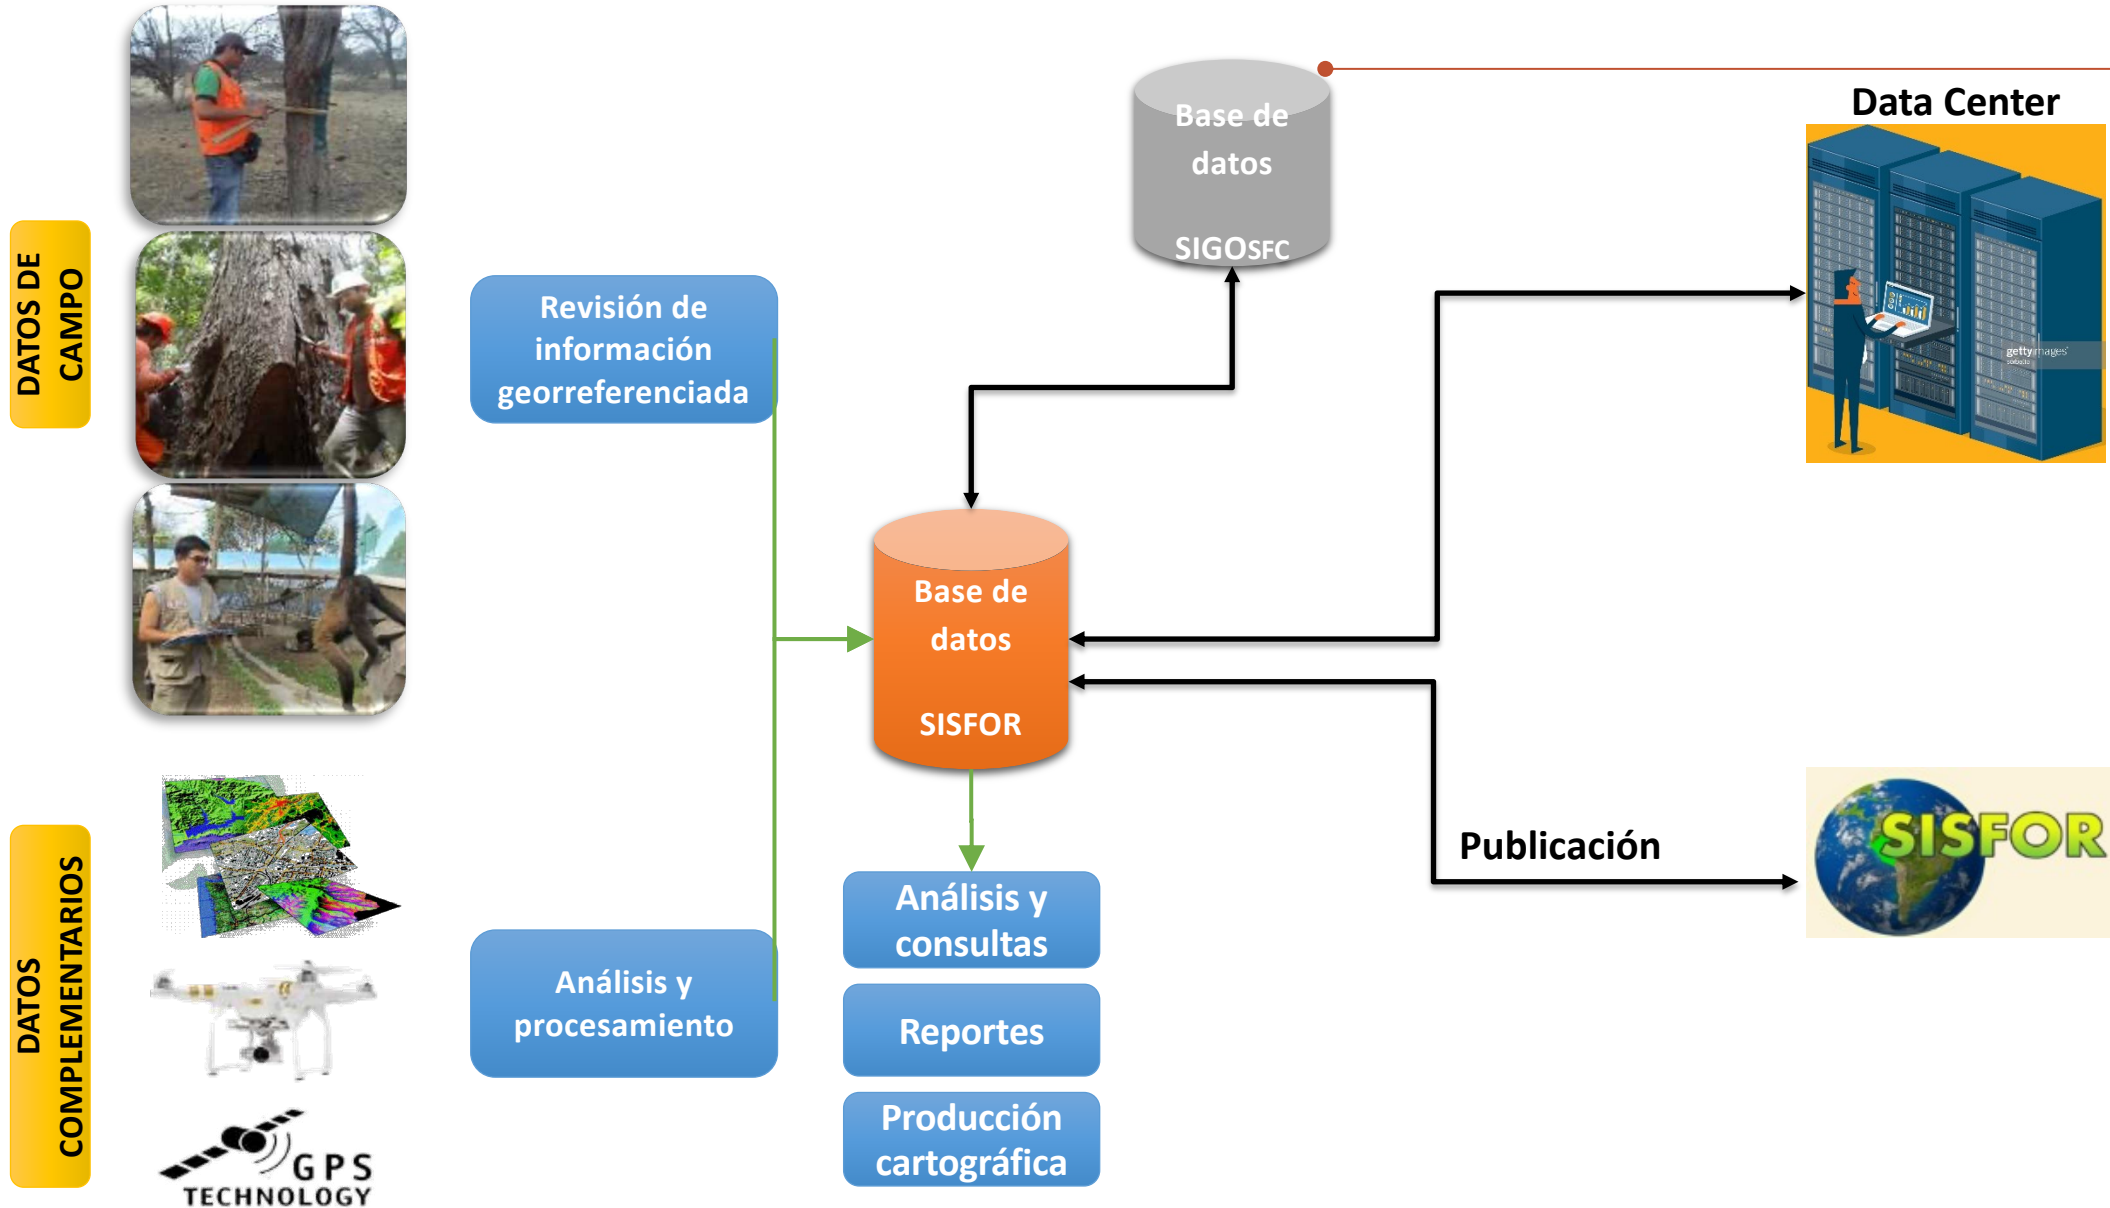 DATOS DE
CAMPO
DATOS
COMPLEMENTARIOS
GPS
TECHNOLOGY
Revisión de
información
georreferenciada
Análisis y
procesamiento
Base de
datos
SIGOSFC
Base de
datos
SISFOR
Análisis y
consultas
Reportes
Producción
cartográfica
Data Center
gettyimages
Publicación
SISFOR